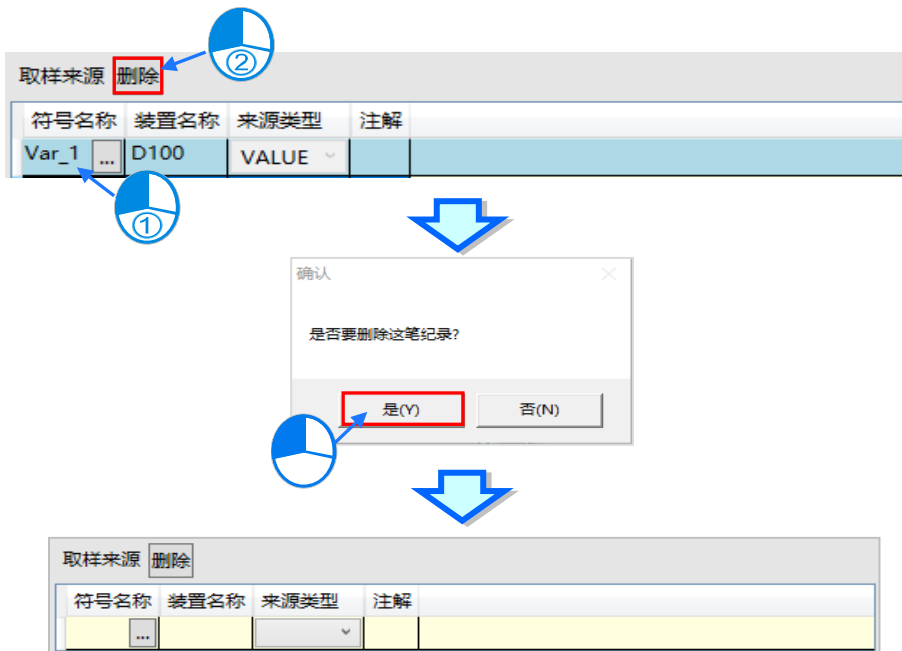 ②
取样来源 删除
符号名称 装置名称 来源类型 注解
Var_1 ... D100 VALUE
①
确认
是否要删除这笔纪录?
是(Y) 否(N)
取样来源 删除
符号名称 装置名称 来源类型 注解
...